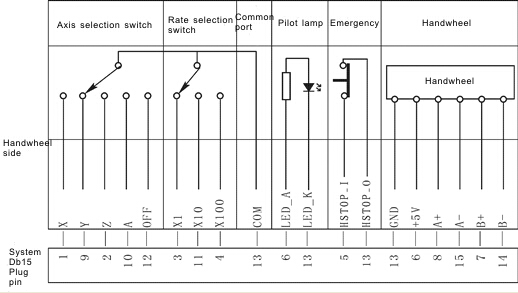 Axis selection switch
Rate selection
switch
Common
port
Pilot lamp
Emergency
Handwheel
Handwheel
Handwheel
side
X
Y
Z
A
OFF
X1
X10
X100
COM
LED_A
LED_K
HSTOP_I
HSTOP_O
GND
+5V
A+
A-
B+
B-
System
Db15
Plug
pin
1
9
2
10
12
3
11
4
13
6
13
5
13
13
6
8
15
7
14